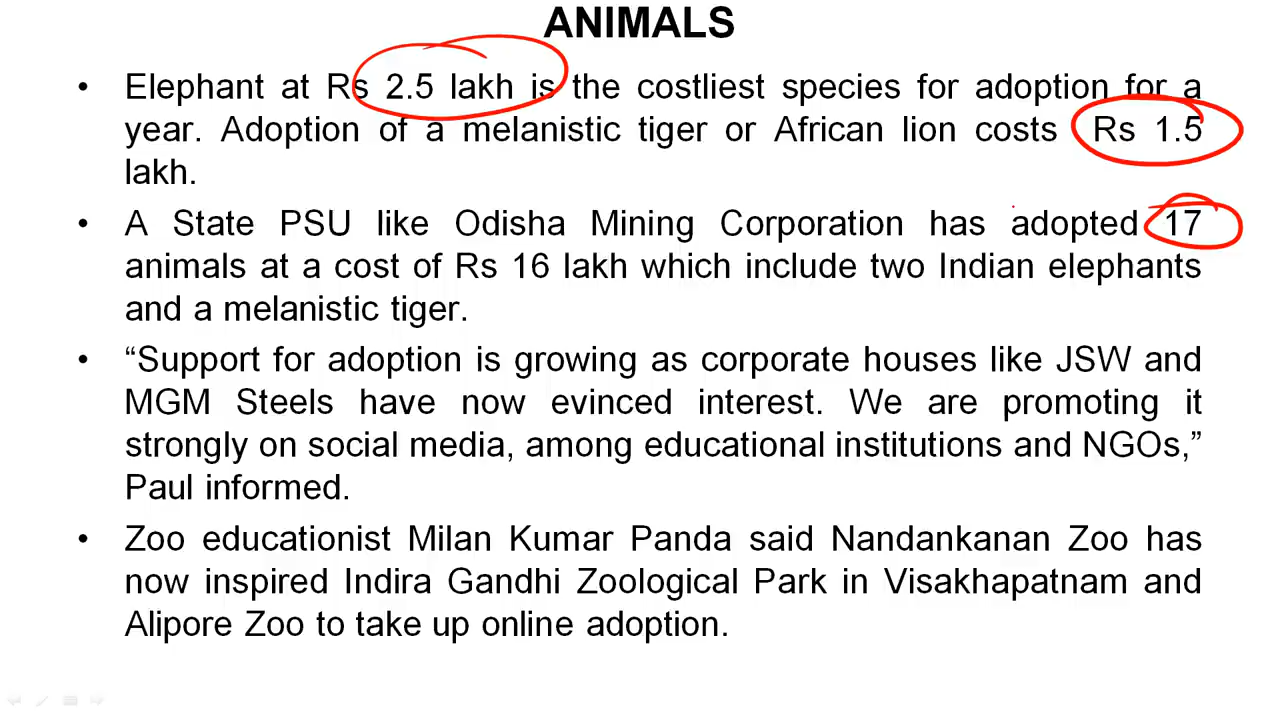 ANIMALS
• Elephant at Rs 2.5 lakh is the costliest species for adoption for a
year. Adoption of a melanistic tiger or African lion costs Rs 1.5
lakh.
• A State PSU like Odisha Mining Corporation has adopted 17
animals at a cost of Rs 16 lakh which include two Indian elephants
and a melanistic tiger.
• “Support for adoption is growing as corporate houses like JSW and
MGM Steels have now evinced interest. We are promoting it
strongly on social media, among educational institutions and NGOs,”
Paul informed.
• Zoo educationist Milan Kumar Panda said Nandankanan Zoo has
now inspired Indira Gandhi Zoological Park in Visakhapatnam and
Alipore Zoo to take up online adoption.